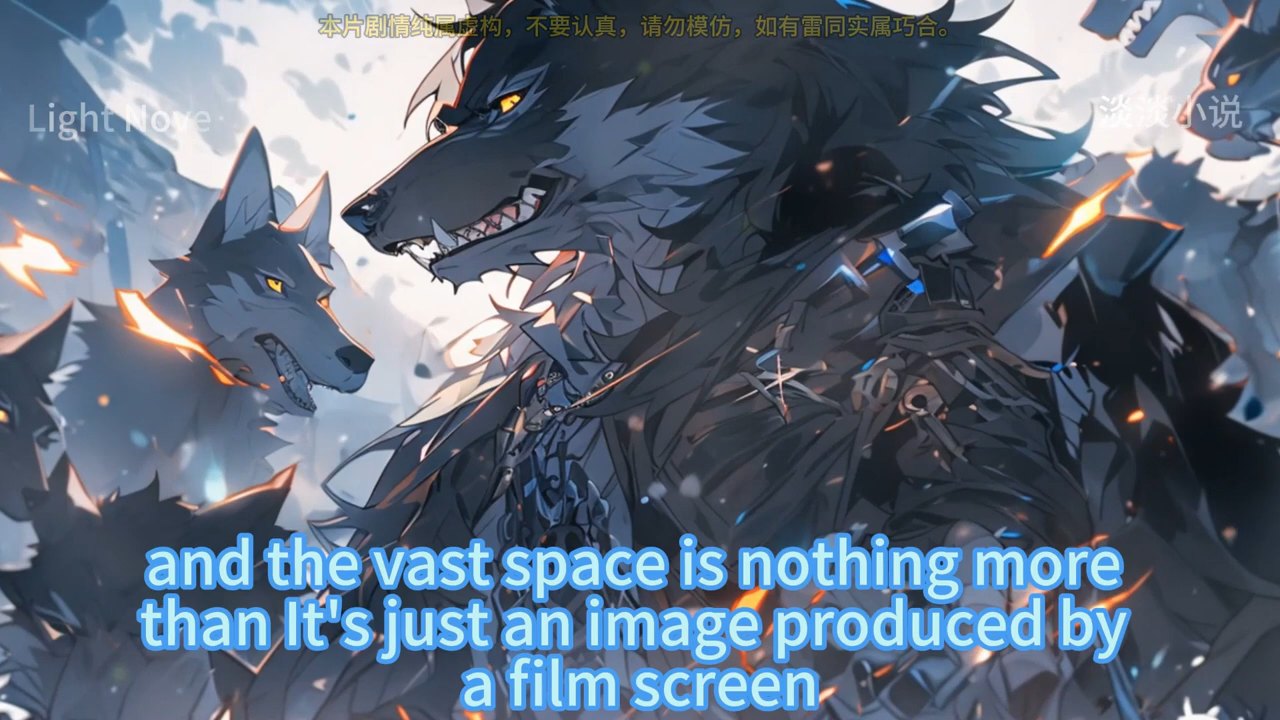 本片剧情纯属虚构，不要认真，请勿模仿，如有雷同实属巧合。
Light Nove
淡淡小说
and the vast space is nothing more
than It's just an image produced by
a film screen